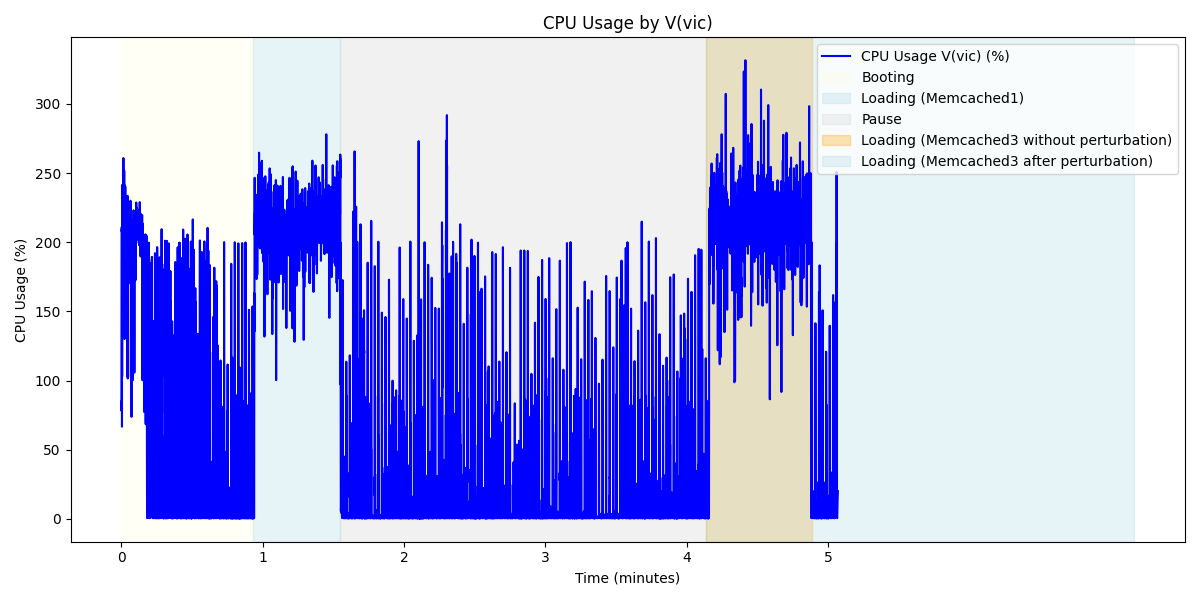 CPU Usage by V(vic)
CPU Usage V(vic) (%)
Booting
Loading (Memcached1)
Pause
Loading (Memcached3 without perturbation)
Loading (Memcached3 after perturbation)
CPU Usage (%)
300
250
200
150
100
50
0
0 1 2 3 4 5
Time (minutes)